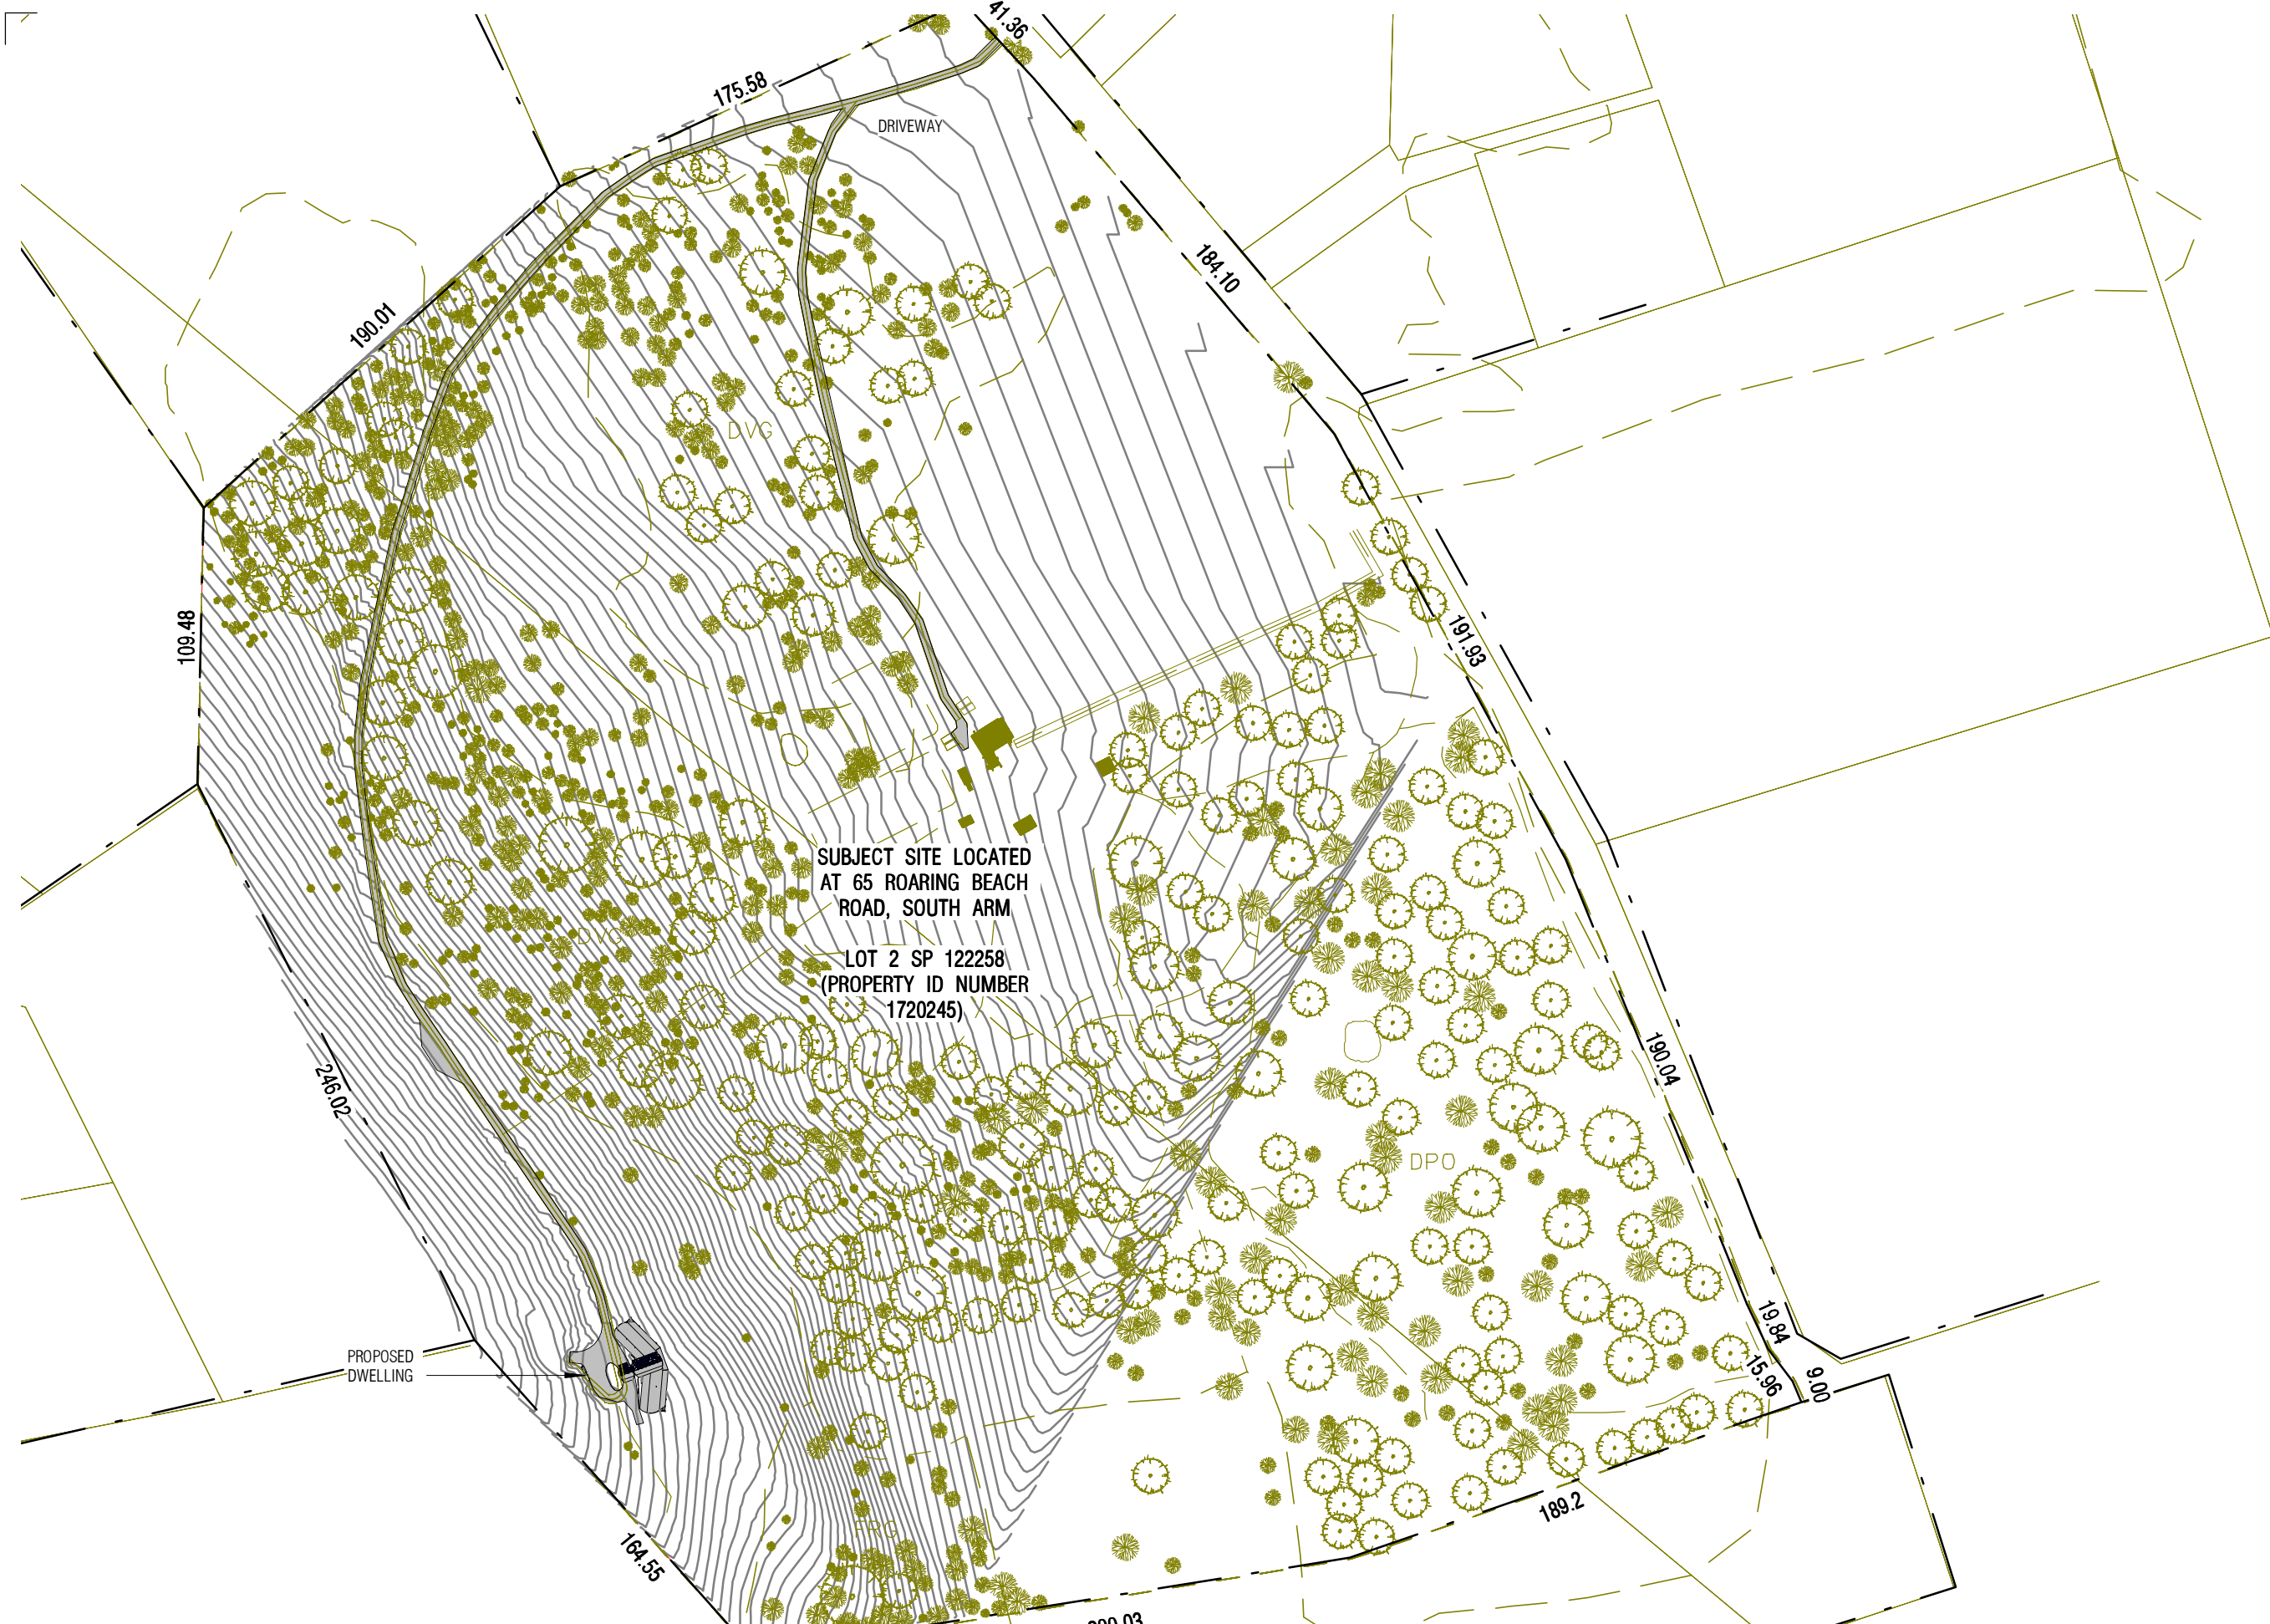 41.36
175.58
DRIVEWAY
184.10
190.01
DVG
109.48
191.93
SUBJECT SITE LOCATED
AT 65 ROARING BEACH
ROAD, SOUTH ARM
DVG
LOT 2 SP 122258
(PROPERTY ID NUMBER
1720245)
246.02
190.04
DPO
PROPOSED
DWELLING
19.84
15.96
9.00
189.2
FRG
164.55